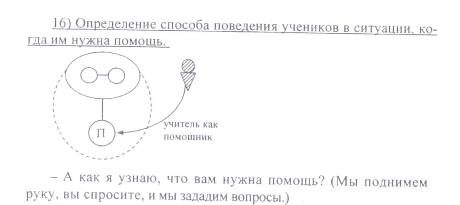 16) Определение способа поведения учеников в ситуации, ко-
гда им нужна помощь.
П
учитель как
помощник
– А как я узнаю, что вам нужна помощь? (Мы поднимем
руку, вы спросите, и мы зададим вопросы.)